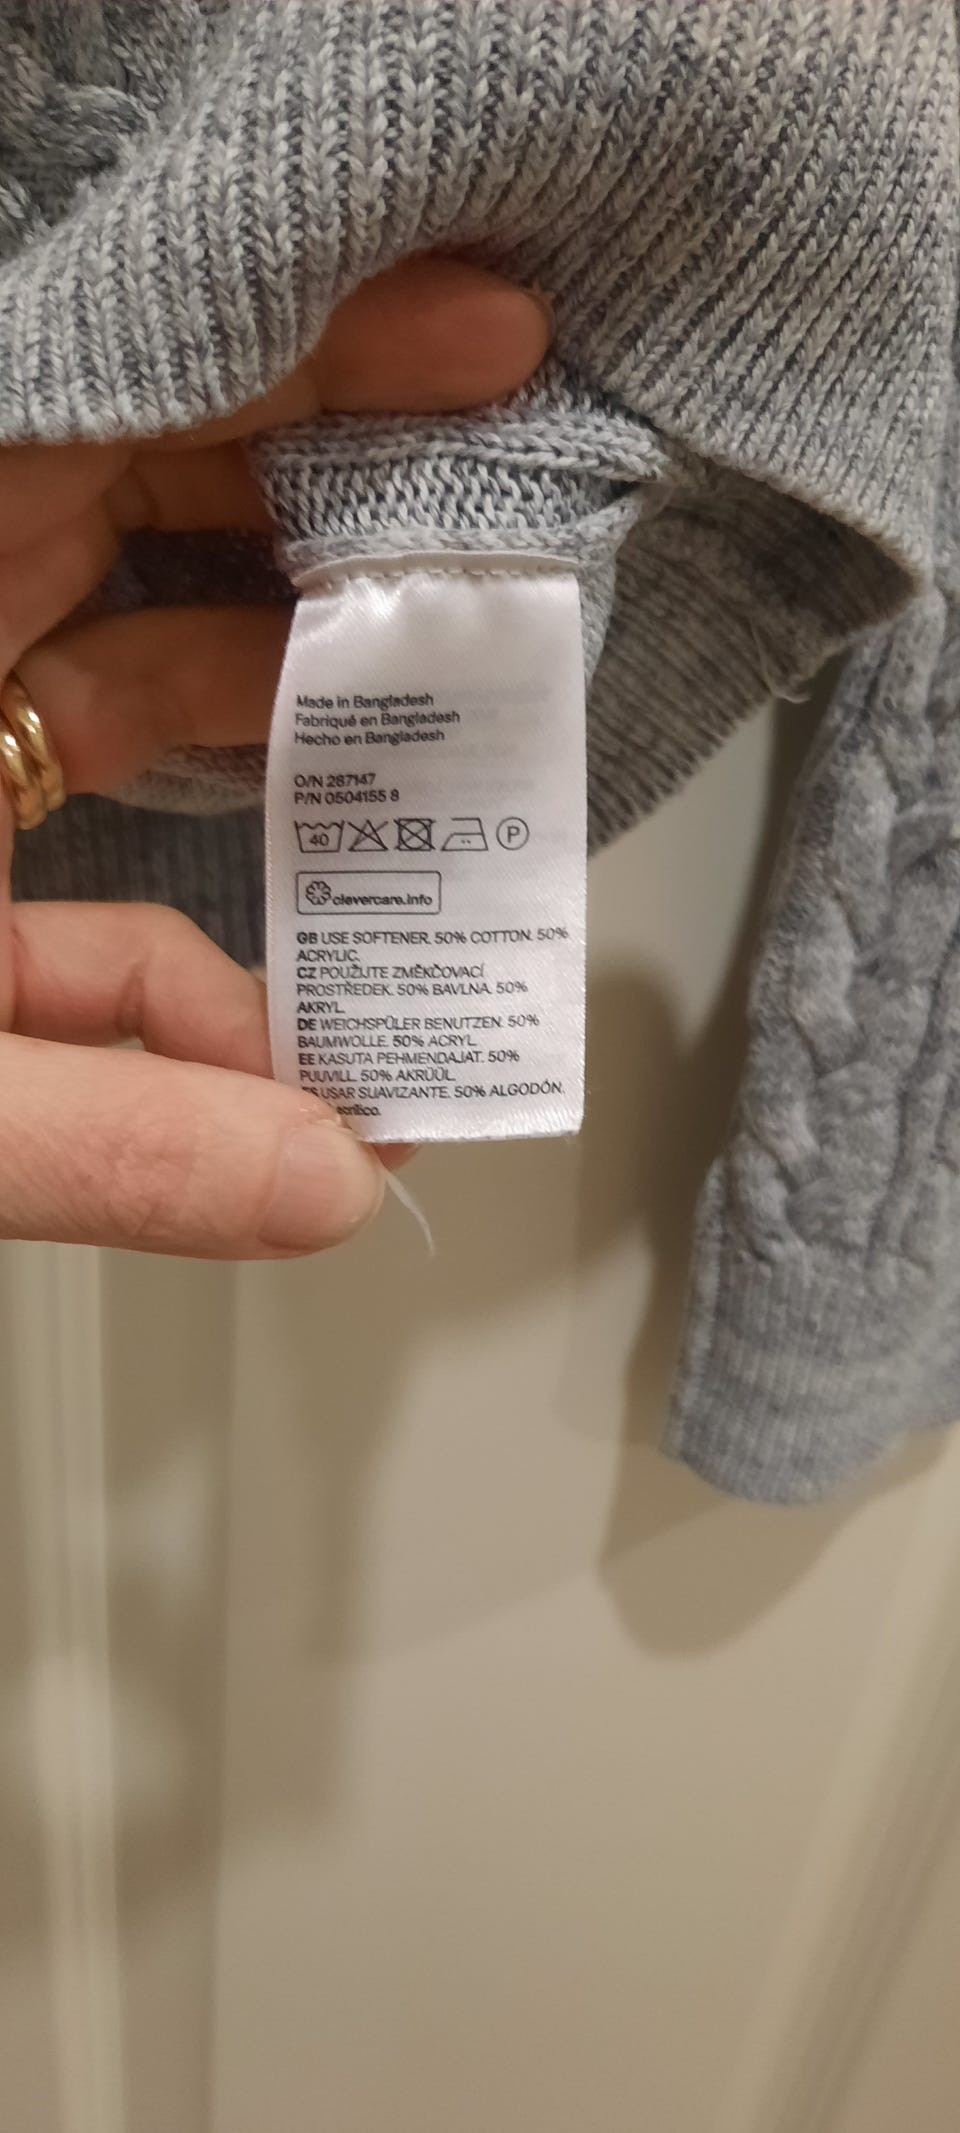 Made in Bangladesh
Fabriqué en Bangladesh
Hecho en Bangladesh
O/N 287147
P/N 0504155 8
40 P
clevercare.info
GB USE SOFTENER. 50% COTTON. 50%
ACRYLIC.
CZ POUŽIJTE ZMĚKČOVACÍ
PROSTŘEDEK. 50% BAVLNA. 50%
AKRYL.
DE WEICHSPÜLER BENUTZEN. 50%
BAUMWOLLE. 50% ACRYL.
EE KASUTA PEHMENDAJAT. 50%
PUUVILL. 50% AKRÜÜL.
ES USAR SUAVIZANTE. 50% ALGODÓN.
acrílico.